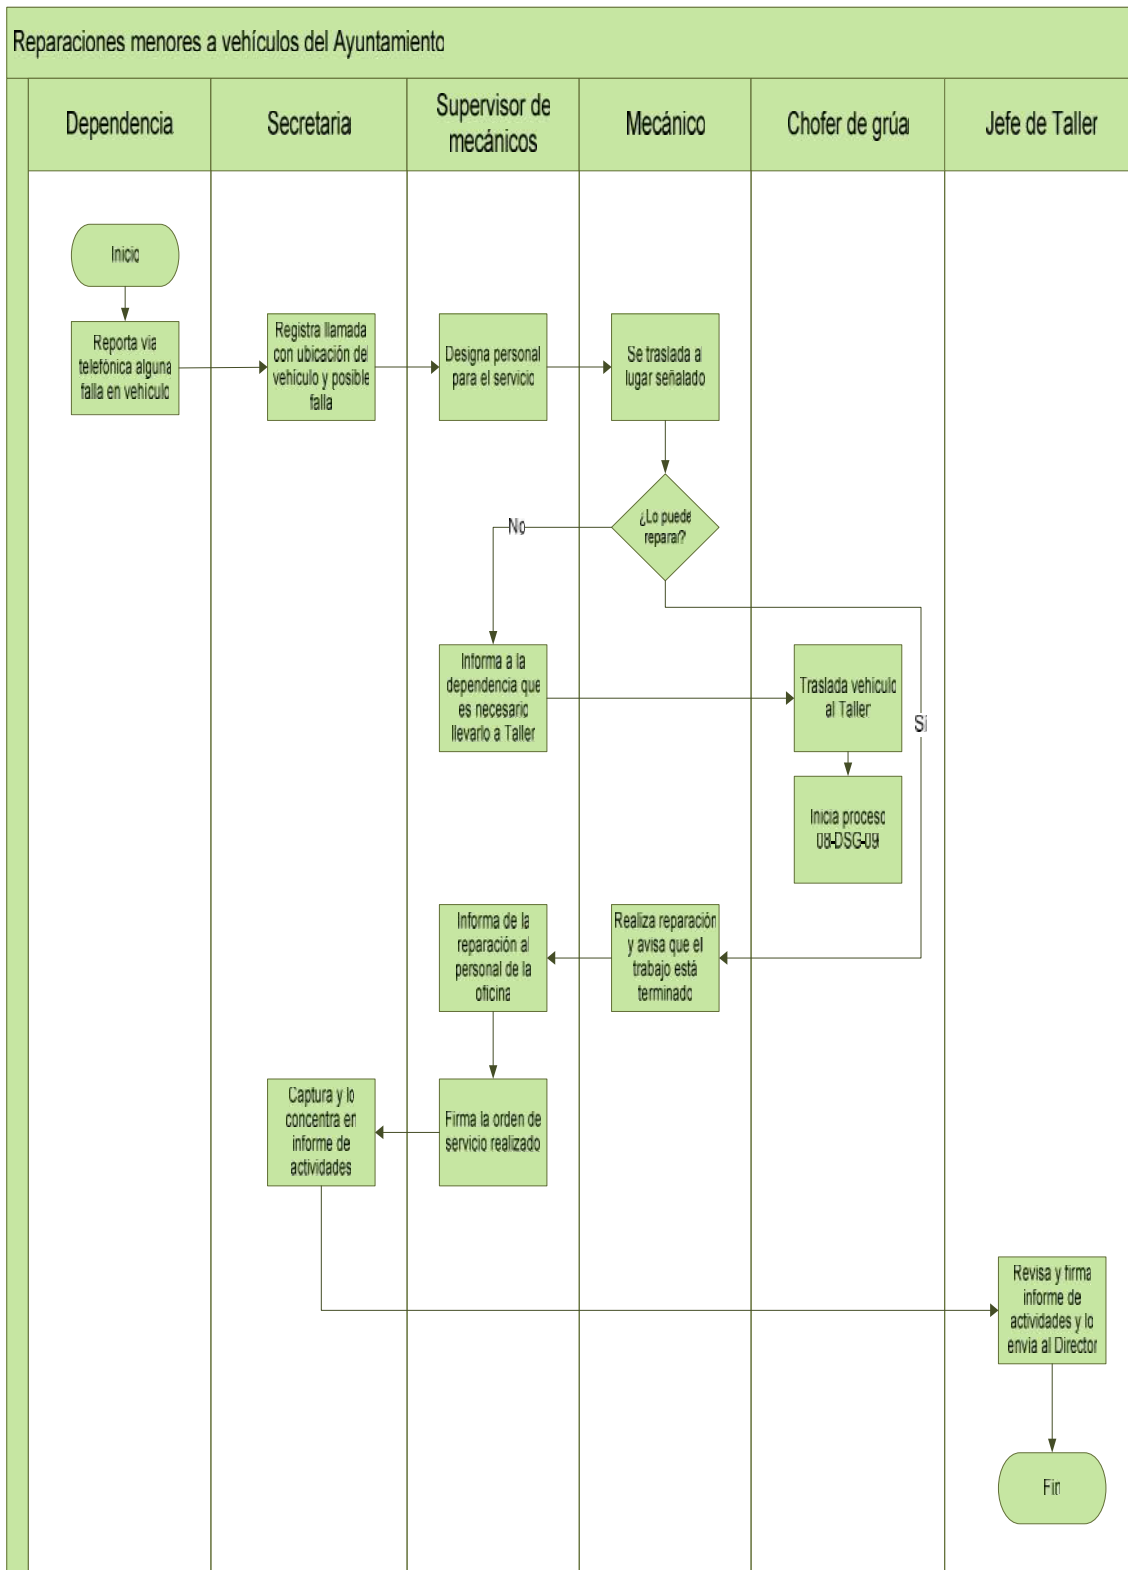 Reparaciones menores a vehículos del Ayuntamiento
Dependencia
Secretaria
Supervisor de
mecánicos
Mecánico
Chofer de grúa
Jefe de Taller
Inicio
Reporta vía
telefónica alguna
falla en vehículo
Registra llamada
con ubicación del
vehículo y posible
falla
Designa personal
para el servicio
Se traslada al
lugar señalado
¿Lo puede
reparar?
No
Informa a la
dependencia que
es necesario
llevarlo a Taller
Traslada vehículo
al Taller
Si
Inicia proceso
08-DSG-09
Informa de la
reparación al
personal de la
oficina
Realiza reparación
y avisa que el
trabajo está
terminado
Captura y lo
concentra en
informe de
actividades
Firma la orden de
servicio realizado
Revisa y firma
informe de
actividades y lo
envía al Director
Fin